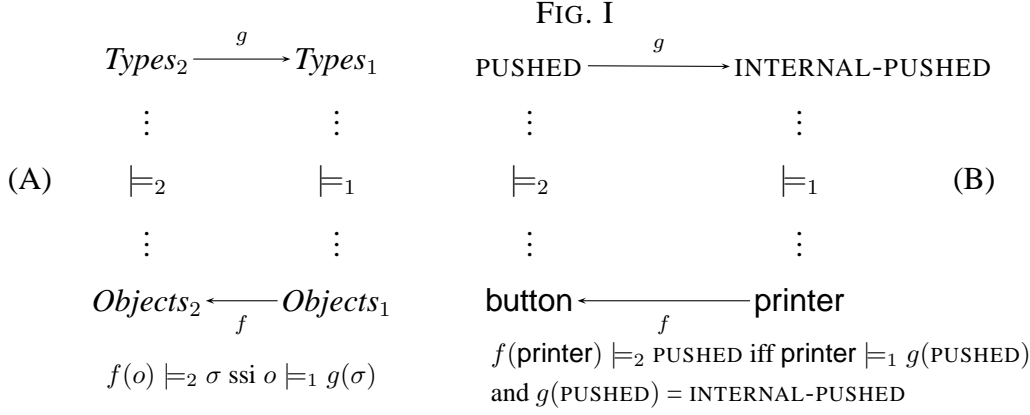 FIG. I
g g
Types₂ Types₁ PUSHED INTERNAL-PUSHED
⋮ ⋮ ⋮ ⋮
(A) ⊨₂ ⊨₁ ⊨₂ ⊨₁ (B)
⋮ ⋮ ⋮ ⋮
Objects₂ Objects₁ button printer
f f
f(o) ⊨₂ σ ssi o ⊨₁ g(σ)
f(printer) ⊨₂ PUSHED iff printer ⊨₁ g(PUSHED)
and g(PUSHED) = INTERNAL-PUSHED